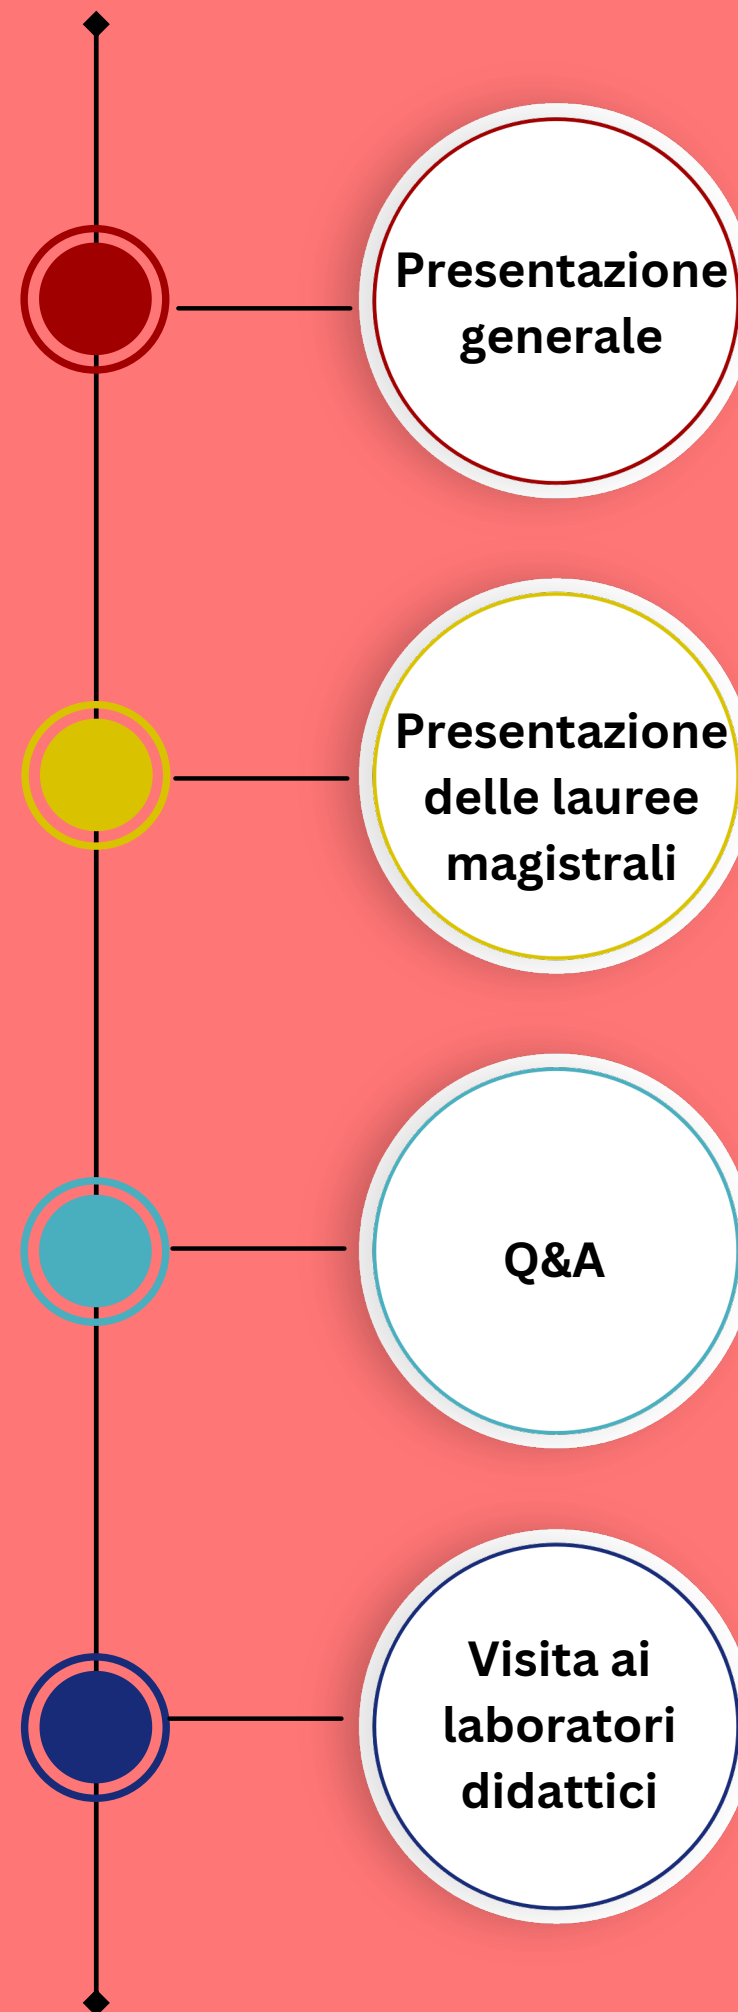 Presentazione
generale
Presentazione
delle lauree
magistrali
Q&A
Visita ai
laboratori
didattici